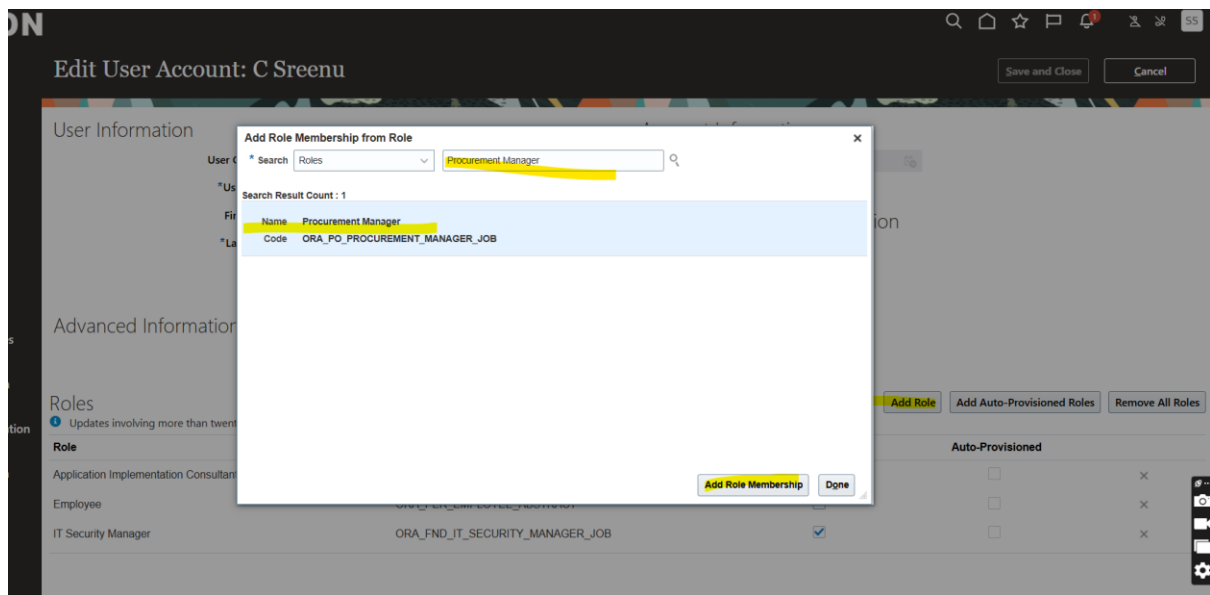 ON
SS
Edit User Account: C Sreenu
Save and Close
Cancel
User Information
Add Role Membership from Role
User
* Search Roles Procurement Manager
*Us
Search Result Count : 1
Fir
Name Procurement Manager
ion
*La
Code ORA_PO_PROCUREMENT_MANAGER_JOB
Advanced Information
s
Roles
Add Role Add Auto-Provisioned Roles Remove All Roles
Updates involving more than twent
tion
Role
Auto-Provisioned
Application Implementation Consultant
Add Role Membership Done
Employee
IT Security Manager ORA_FND_IT_SECURITY_MANAGER_JOB